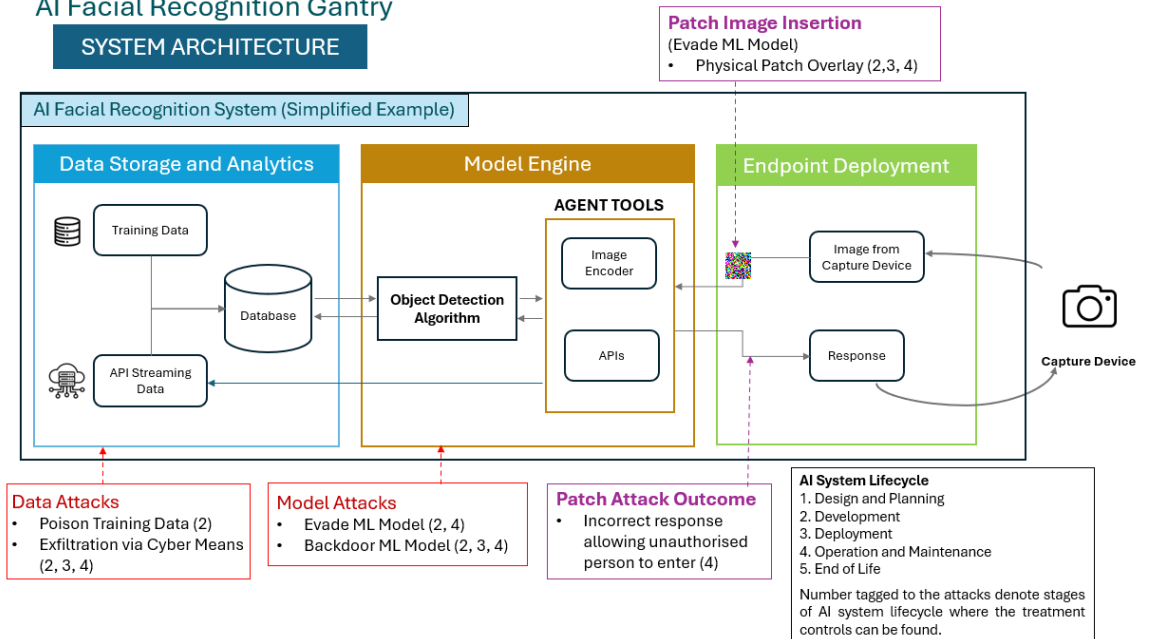 AI Facial Recognition Gantry
SYSTEM ARCHITECTURE
Patch Image Insertion
(Evade ML Model)
• Physical Patch Overlay (2,3, 4)
AI Facial Recognition System (Simplified Example)
Data Storage and Analytics
Model Engine
Endpoint Deployment
Training Data
Database
API Streaming
Data
Object Detection
Algorithm
AGENT TOOLS
Image
Encoder
APIs
Image from
Capture Device
Response
Capture Device
Data Attacks
• Poison Training Data (2)
• Exfiltration via Cyber Means
(2, 3, 4)
Model Attacks
• Evade ML Model (2, 4)
• Backdoor ML Model (2, 3, 4)
Patch Attack Outcome
• Incorrect response
allowing unauthorised
person to enter (4)
AI System Lifecycle
1. Design and Planning
2. Development
3. Deployment
4. Operation and Maintenance
5. End of Life
Number tagged to the attacks denote stages
of AI system lifecycle where the treatment
controls can be found.